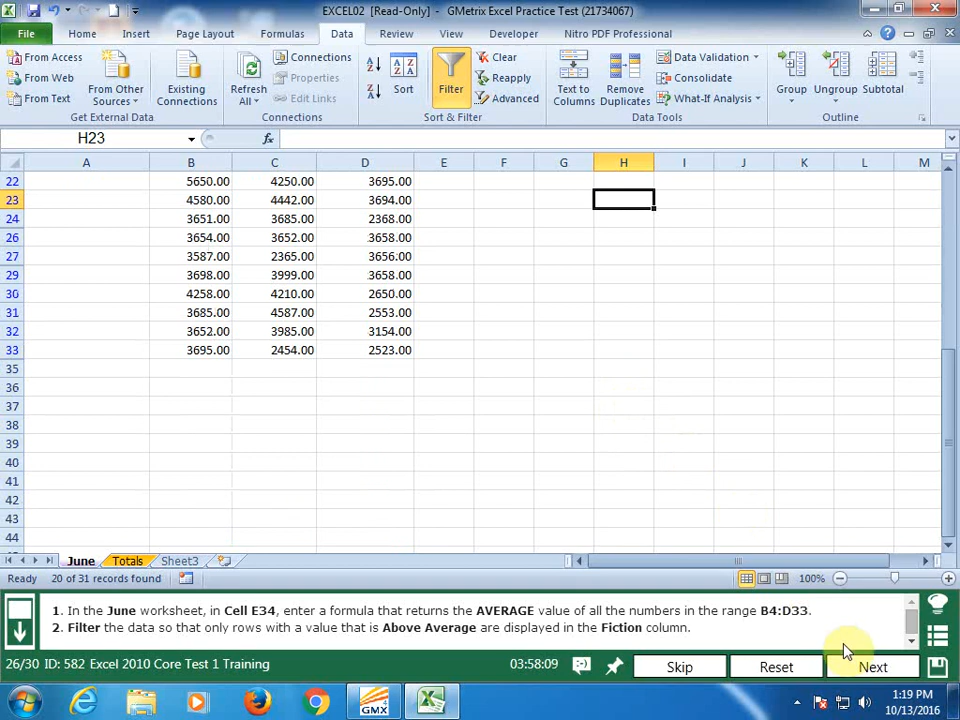 EXCEL02 [Read-Only] - GMetrix Excel Practice Test (21734067)
File Home Insert Page Layout Formulas Data Review View Developer Nitro PDF Professional
From Access
From Web
From Text
From Other Sources
Existing Connections
Get External Data
Refresh All
Connections
Properties
Edit Links
Connections
Sort
Filter
Clear
Reapply
Advanced
Sort & Filter
Text to Columns
Remove Duplicates
Data Validation
Consolidate
What-If Analysis
Data Tools
Group
Ungroup
Subtotal
Outline
H23 fx
A B C D E F G H I J K L M
22 5650.00 4250.00 3695.00
23 4580.00 4442.00 3694.00
24 3651.00 3685.00 2368.00
26 3654.00 3652.00 3658.00
27 3587.00 2365.00 3656.00
29 3698.00 3999.00 3658.00
30 4258.00 4210.00 2650.00
31 3685.00 4587.00 2553.00
32 3652.00 3985.00 3154.00
33 3695.00 2454.00 2523.00
35
36
37
38
39
40
41
42
43
44
June Totals Sheet3
Ready 20 of 31 records found 100%
1. In the June worksheet, in Cell E34, enter a formula that returns the AVERAGE value of all the numbers in the range B4:D33.
2. Filter the data so that only rows with a value that is Above Average are displayed in the Fiction column.
26/30 ID: 582 Excel 2010 Core Test 1 Training 03:58:09 Skip Reset Next
GMX
1:19 PM
10/13/2016